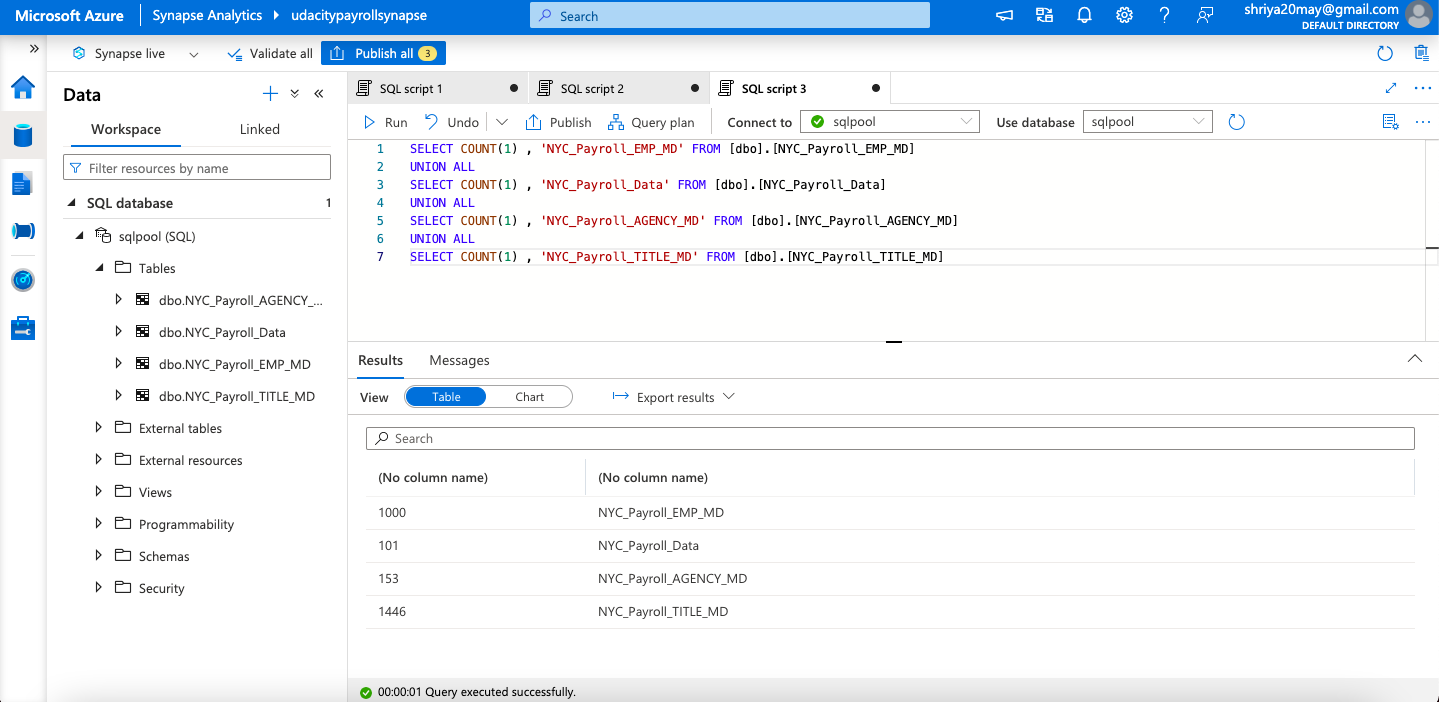 Microsoft Azure Synapse Analytics udacitypayrollsynapse Search shriya20may@gmail.com
DEFAULT DIRECTORY
Synapse live Validate all Publish all 3
Data
Workspace Linked
Filter resources by name
SQL database 1
sqlpool (SQL)
Tables
dbo.NYC_Payroll_AGENCY_...
dbo.NYC_Payroll_Data
dbo.NYC_Payroll_EMP_MD
dbo.NYC_Payroll_TITLE_MD
External tables
External resources
Views
Programmability
Schemas
Security
SQL script 1 SQL script 2 SQL script 3
Run Undo Publish Query plan Connect to sqlpool Use database sqlpool
1 SELECT COUNT(1) , 'NYC_Payroll_EMP_MD' FROM [dbo].[NYC_Payroll_EMP_MD]
2 UNION ALL
3 SELECT COUNT(1) , 'NYC_Payroll_Data' FROM [dbo].[NYC_Payroll_Data]
4 UNION ALL
5 SELECT COUNT(1) , 'NYC_Payroll_AGENCY_MD' FROM [dbo].[NYC_Payroll_AGENCY_MD]
6 UNION ALL
7 SELECT COUNT(1) , 'NYC_Payroll_TITLE_MD' FROM [dbo].[NYC_Payroll_TITLE_MD]
Results Messages
View Table Chart Export results
Search
(No column name) (No column name)
1000 NYC_Payroll_EMP_MD
101 NYC_Payroll_Data
153 NYC_Payroll_AGENCY_MD
1446 NYC_Payroll_TITLE_MD
00:00:01 Query executed successfully.